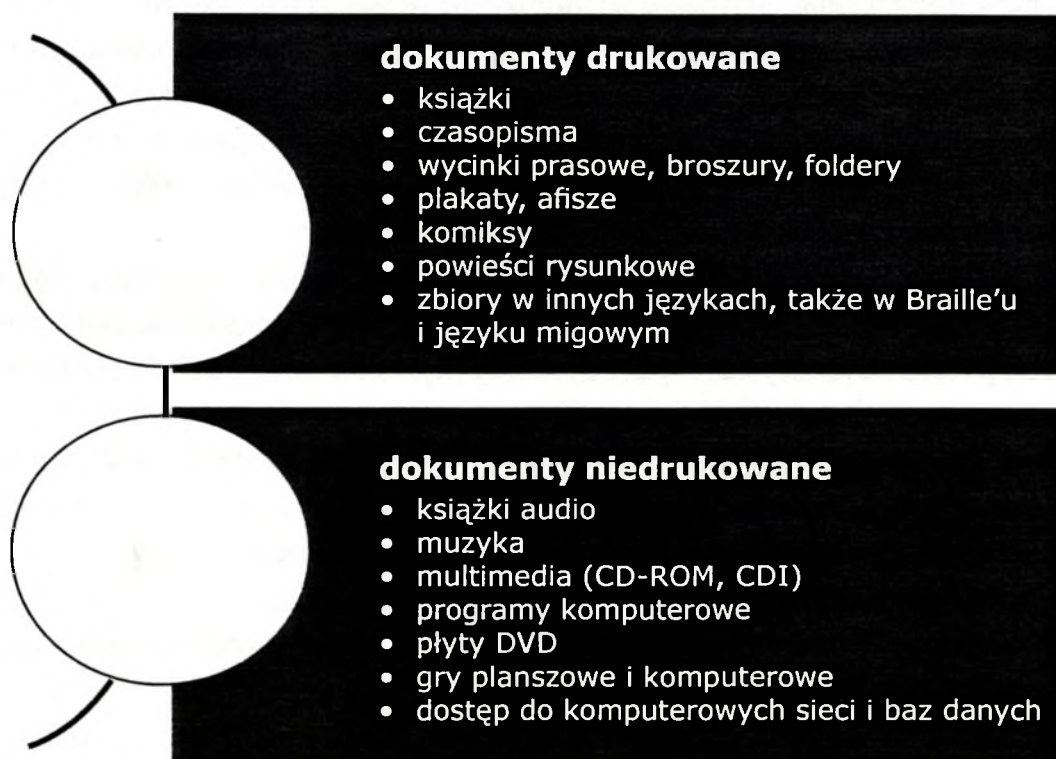 dokumenty drukowane
• książki
• czasopisma
• wycinki prasowe, broszury, foldery
• plakaty, afisze
• komiksy
• powieści rysunkowe
• zbiory w innych językach, także w Braille'u
i języku migowym
dokumenty niedrukowane
• książki audio
• muzyka
• multimedia (CD-ROM, CDI)
• programy komputerowe
• płyty DVD
• gry planszowe i komputerowe
• dostęp do komputerowych sieci i baz danych